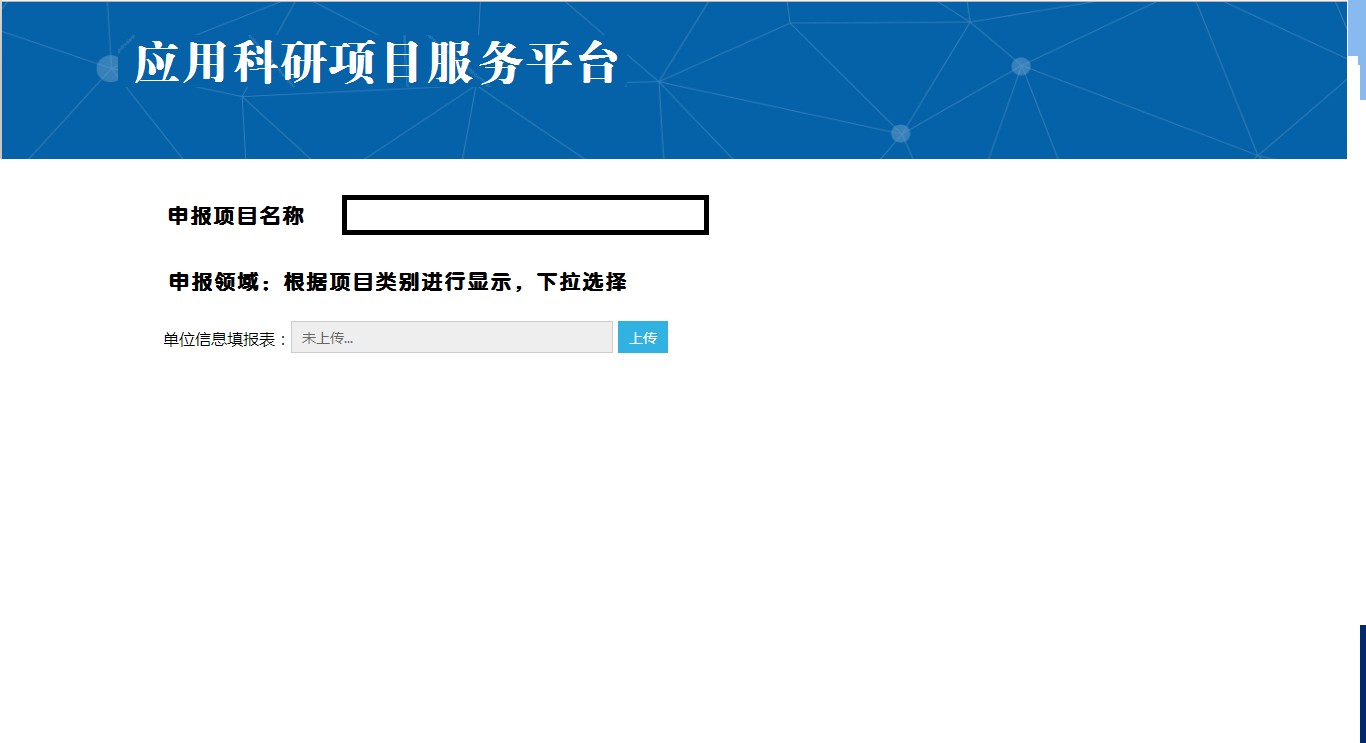 应用科研项目服务平台
申报项目名称
申报领域：根据项目类别进行显示，下拉选择
单位信息填报表：未上传... 上传